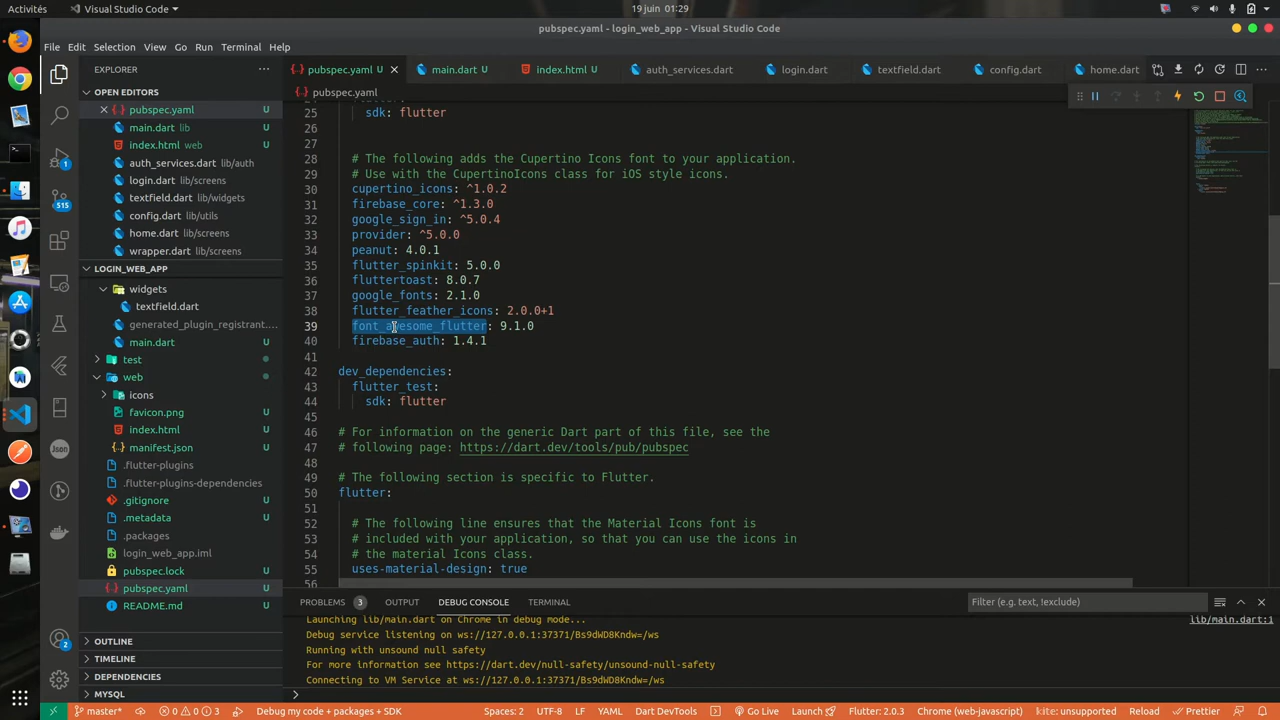 Activités
Visual Studio Code
19 juin 01:29
pubspec.yaml - login_web_app - Visual Studio Code
File Edit Selection View Go Run Terminal Help
EXPLORER
OPEN EDITORS
pubspec.yaml U
main.dart lib U
index.html web U
auth_services.dart lib/auth
login.dart lib/screens
textfield.dart lib/widgets
config.dart lib/utils
home.dart lib/screens
wrapper.dart lib/screens
LOGIN_WEB_APP
widgets
textfield.dart
generated_plugin_registrant....
main.dart U
test
web
icons
favicon.png U
index.html U
manifest.json U
.flutter-plugins
.flutter-plugins-dependencies
.gitignore U
.metadata U
.packages
login_web_app.iml
pubspec.lock U
pubspec.yaml U
README.md U
OUTLINE
TIMELINE
DEPENDENCIES
MYSQL
1
515
Json
2
pubspec.yaml U
main.dart U
index.html U
auth_services.dart
login.dart
textfield.dart
config.dart
home.dart
pubspec.yaml
25 sdk: flutter
26
27
28 # The following adds the Cupertino Icons font to your application.
29 # Use with the CupertinoIcons class for iOS style icons.
30 cupertino_icons: ^1.0.2
31 firebase_core: ^1.3.0
32 google_sign_in: ^5.0.4
33 provider: ^5.0.0
34 peanut: 4.0.1
35 flutter_spinkit: 5.0.0
36 fluttertoast: 8.0.7
37 google_fonts: 2.1.0
38 flutter_feather_icons: 2.0.0+1
39 font_awesome_flutter: 9.1.0
40 firebase_auth: 1.4.1
41
42 dev_dependencies:
43 flutter_test:
44 sdk: flutter
45
46 # For information on the generic Dart part of this file, see the
47 # following page: https://dart.dev/tools/pub/pubspec
48
49 # The following section is specific to Flutter.
50 flutter:
51
52 # The following line ensures that the Material Icons font is
53 # included with your application, so that you can use the icons in
54 # the material Icons class.
55 uses-material-design: true
56
PROBLEMS 3 OUTPUT DEBUG CONSOLE TERMINAL
Filter (e.g. text, !exclude)
Launching lib/main.dart on Chrome in debug mode...
lib/main.dart:1
Debug service listening on ws://127.0.0.1:37371/Bs9dWD8Kndw=/ws
Running with unsound null safety
For more information see https://dart.dev/null-safety/unsound-null-safety
Connecting to VM Service at ws://127.0.0.1:37371/Bs9dWD8Kndw=/ws
master* 0 0 3 Debug my code + packages + SDK Spaces: 2 UTF-8 LF YAML Dart DevTools Go Live Launch Flutter: 2.0.3 Chrome (web-javascript) kite: unsupported Reload Prettier